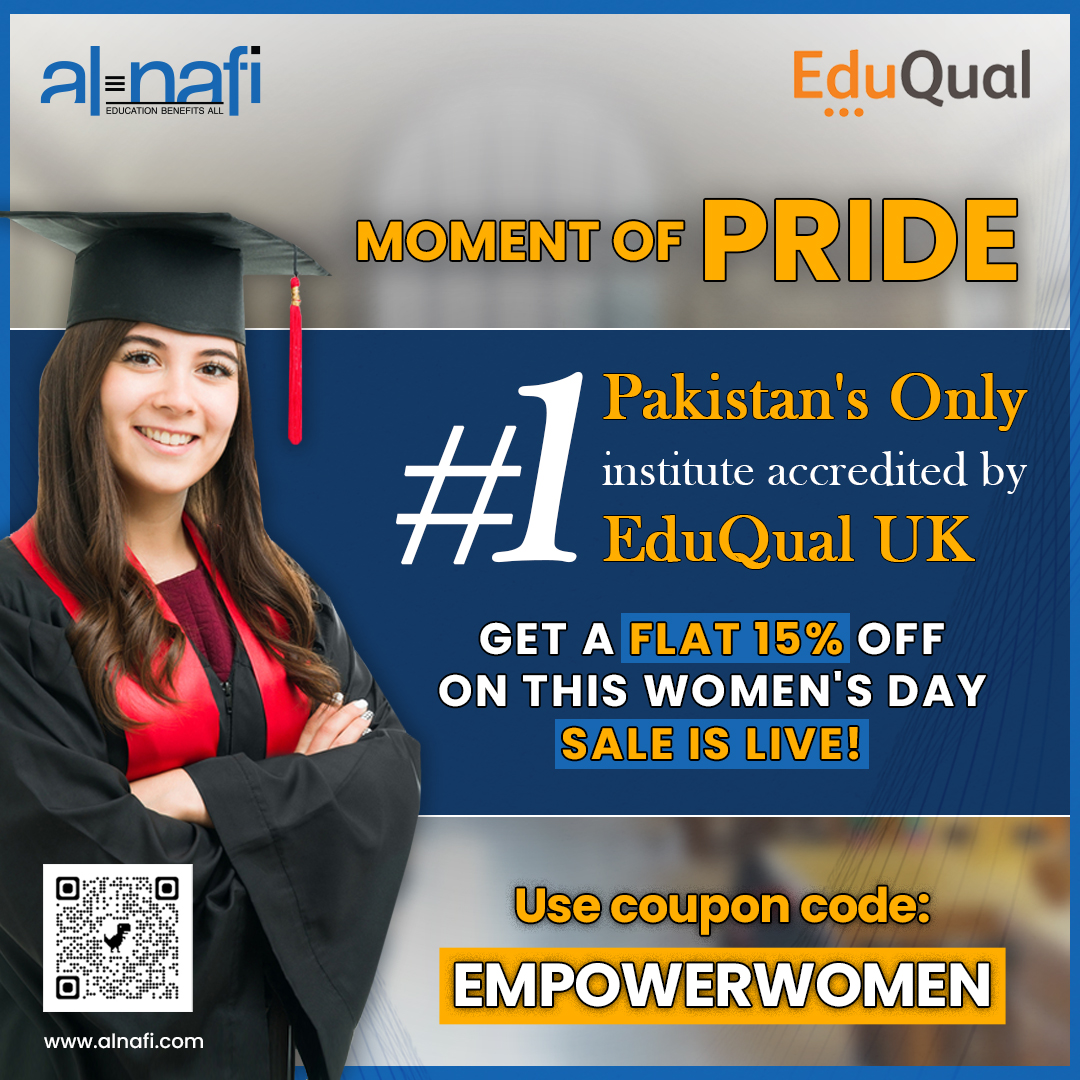 al-nafi
EDUCATION BENEFITS ALL
EduQual
MOMENT OF PRIDE
#1
Pakistan's Only
institute accredited by
EduQual UK
GET A FLAT 15% OFF
ON THIS WOMEN'S DAY
SALE IS LIVE!
Use coupon code:
EMPOWERWOMEN
www.alnafi.com